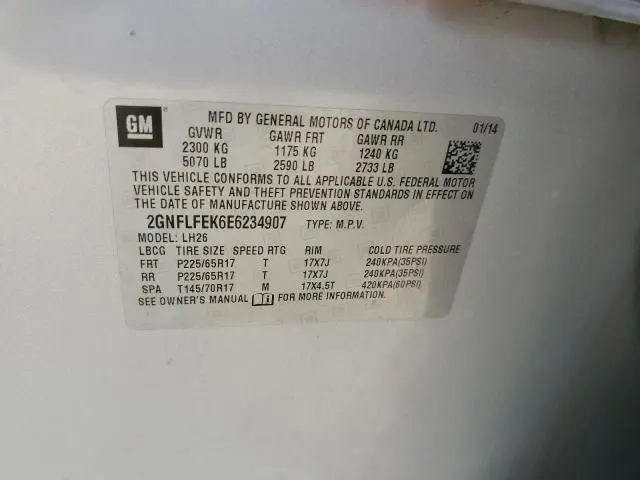 GM
MFD BY GENERAL MOTORS OF CANADA LTD. 01/14
GVWR GAWR FRT GAWR RR
2300 KG 1175 KG 1240 KG
5070 LB 2590 LB 2733 LB
THIS VEHICLE CONFORMS TO ALL APPLICABLE U.S. FEDERAL MOTOR
VEHICLE SAFETY AND THEFT PREVENTION STANDARDS IN EFFECT ON
THE DATE OF MANUFACTURE SHOWN ABOVE.
2GNFLFEK6E6234907 TYPE: M.P.V.
MODEL: LH26
LBCG TIRE SIZE SPEED RTG RIM COLD TIRE PRESSURE
FRT P225/65R17 T 17X7J 240KPA(35PSI)
RR P225/65R17 T 17X7J 240KPA(35PSI)
SPA T145/70R17 M 17X4.5T 420KPA(60PSI)
SEE OWNER'S MANUAL FOR MORE INFORMATION.